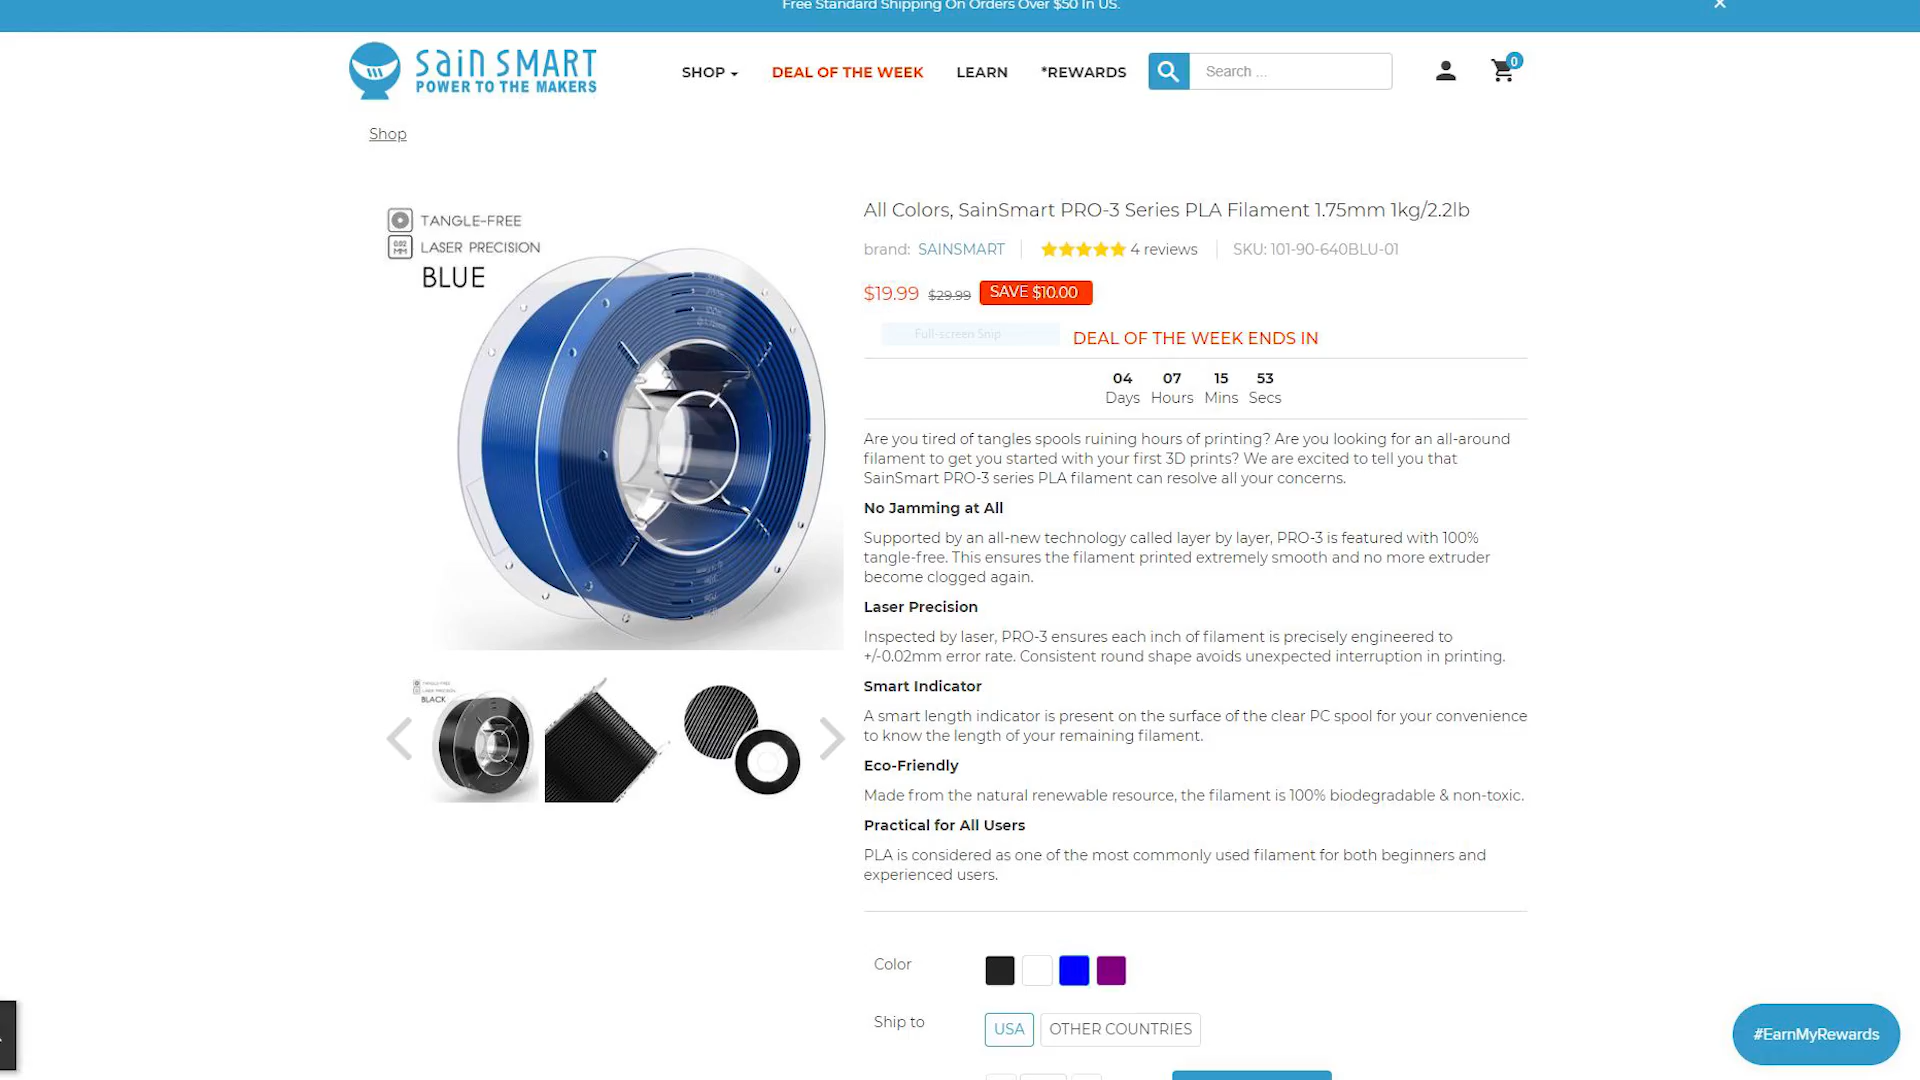 Free Standard Shipping On Orders Over $50 In US.
×
sain SMART
POWER TO THE MAKERS
SHOP
DEAL OF THE WEEK
LEARN
*REWARDS
Search ...
0
Shop
TANGLE-FREE
0.02 MM
LASER PRECISION
BLUE
All Colors, SainSmart PRO-3 Series PLA Filament 1.75mm 1kg/2.2lb
brand: SAINSMART
4 reviews
SKU: 101-90-640BLU-01
$19.99 $29.99 SAVE $10.00
Full-screen Snip
DEAL OF THE WEEK ENDS IN
04 07 15 53
Days Hours Mins Secs
Are you tired of tangles spools ruining hours of printing? Are you looking for an all-around
filament to get you started with your first 3D prints? We are excited to tell you that
SainSmart PRO-3 series PLA filament can resolve all your concerns.
No Jamming at All
Supported by an all-new technology called layer by layer, PRO-3 is featured with 100%
tangle-free. This ensures the filament printed extremely smooth and no more extruder
become clogged again.
Laser Precision
Inspected by laser, PRO-3 ensures each inch of filament is precisely engineered to
+/-0.02mm error rate. Consistent round shape avoids unexpected interruption in printing.
Smart Indicator
A smart length indicator is present on the surface of the clear PC spool for your convenience
to know the length of your remaining filament.
Eco-Friendly
Made from the natural renewable resource, the filament is 100% biodegradable & non-toxic.
Practical for All Users
PLA is considered as one of the most commonly used filament for both beginners and
experienced users.
TANGLE-FREE
LASER PRECISION
BLACK
Color
Ship to
USA
OTHER COUNTRIES
#EarnMyRewards